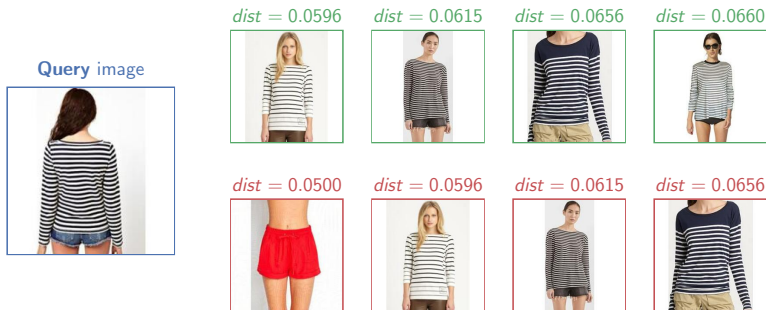 dist = 0.0596
dist = 0.0615
dist = 0.0656
dist = 0.0660
Query image
dist = 0.0500
dist = 0.0596
dist = 0.0615
dist = 0.0656